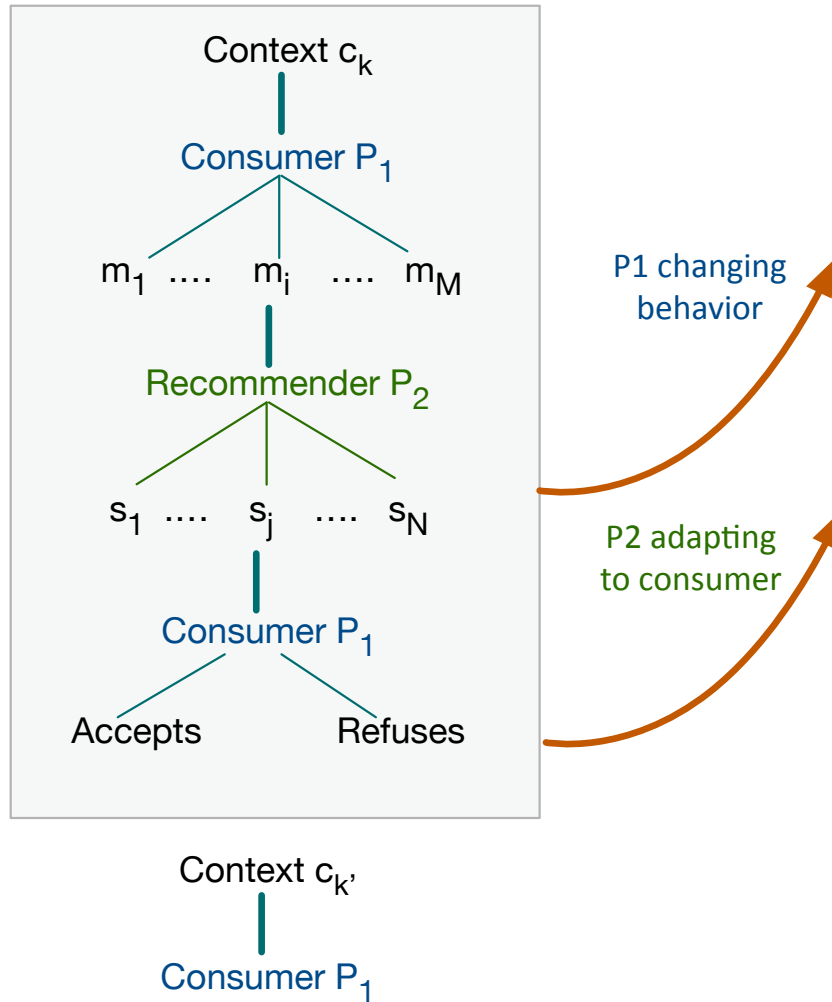 Context c_k
Consumer P_1
m_1 .... m_i .... m_M
P1 changing
behavior
Recommender P_2
s_1 .... s_j .... s_N
P2 adapting
to consumer
Consumer P_1
Accepts Refuses
Context c_k'
Consumer P_1